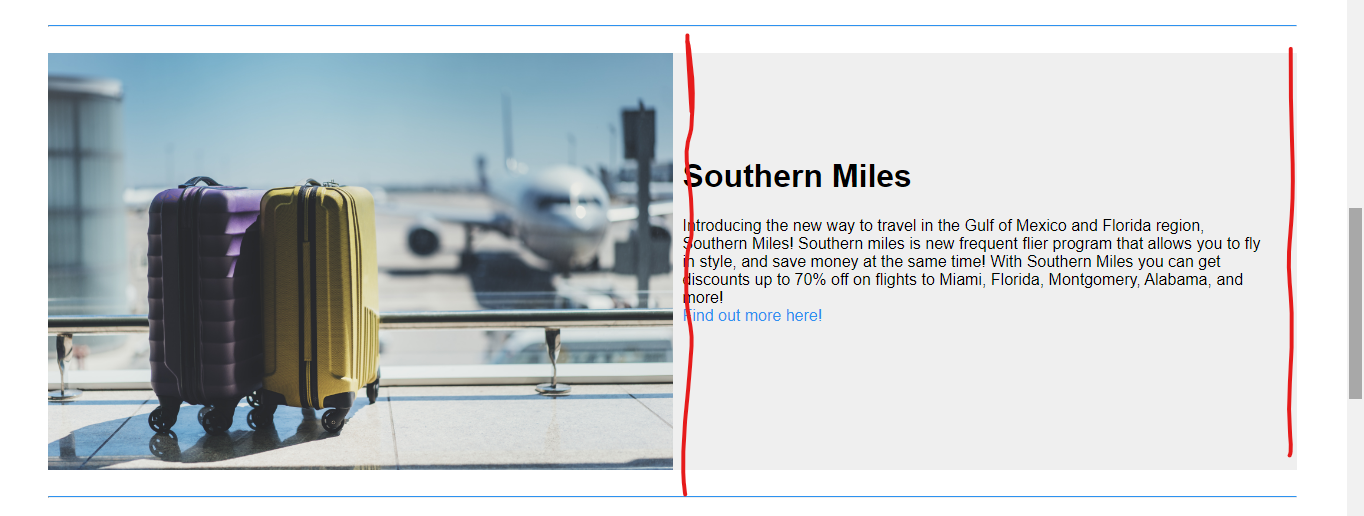 Southern Miles
Introducing the new way to travel in the Gulf of Mexico and Florida region,
Southern Miles! Southern miles is new frequent flier program that allows you to fly
in style, and save money at the same time! With Southern Miles you can get
discounts up to 70% off on flights to Miami, Florida, Montgomery, Alabama, and
more!
Find out more here!